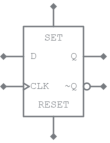 SET
D Q
CLK ~Q
RESET